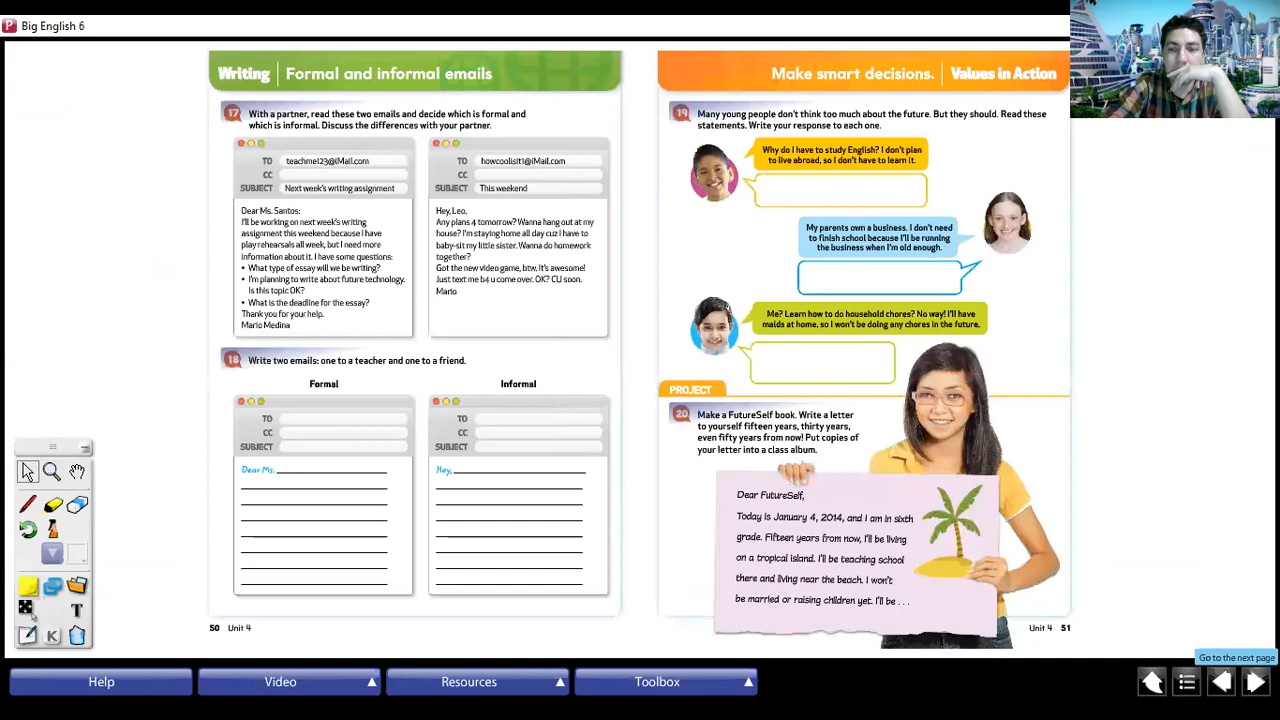 Big English 6
Writing
Formal and informal emails
17
With a partner, read these two emails and decide which is formal and
which is informal. Discuss the differences with your partner.
TO
teachme123@iMail.com
CC
SUBJECT
Next week's writing assignment
Dear Ms. Santos:
I'll be working on next week's writing
assignment this weekend because I have
play rehearsals all week, but I need more
information about it. I have some questions:
• What type of essay will we be writing?
• I'm planning to write about future technology.
Is this topic OK?
• What is the deadline for the essay?
Thank you for your help.
Mario Medina
TO
howcoolisit1@iMail.com
CC
SUBJECT
This weekend
Hey, Leo,
Any plans 4 tomorrow? Wanna hang out at my
house? I'm staying home all day cuz I have to
baby-sit my little sister. Wanna do homework
together?
Got the new video game, btw. It's awesome!
Just text me b4 u come over. OK? CU soon.
Mario
18
Write two emails: one to a teacher and one to a friend.
Formal
TO
CC
SUBJECT
Dear Ms.
Informal
TO
CC
SUBJECT
Hey,
50 Unit 4
Make smart decisions.
Values in Action
19
Many young people don't think too much about the future. But they should. Read these
statements. Write your response to each one.
Why do I have to study English? I don't plan
to live abroad, so I don't have to learn it.
My parents own a business. I don't need
to finish school because I'll be running
the business when I'm old enough.
Me? Learn how to do household chores? No way! I'll have
maids at home, so I won't be doing any chores in the future.
PROJECT
20
Make a FutureSelf book. Write a letter
to yourself fifteen years, thirty years,
even fifty years from now! Put copies of
your letter into a class album.
Dear FutureSelf,
Today is January 4, 2014, and I am in sixth
grade. Fifteen years from now, I'll be living
on a tropical island. I'll be teaching school
there and living near the beach. I won't
be married or raising children yet. I'll be . . .
Unit 4 51
Go to the next page
T
K
Help
Video
Resources
Toolbox